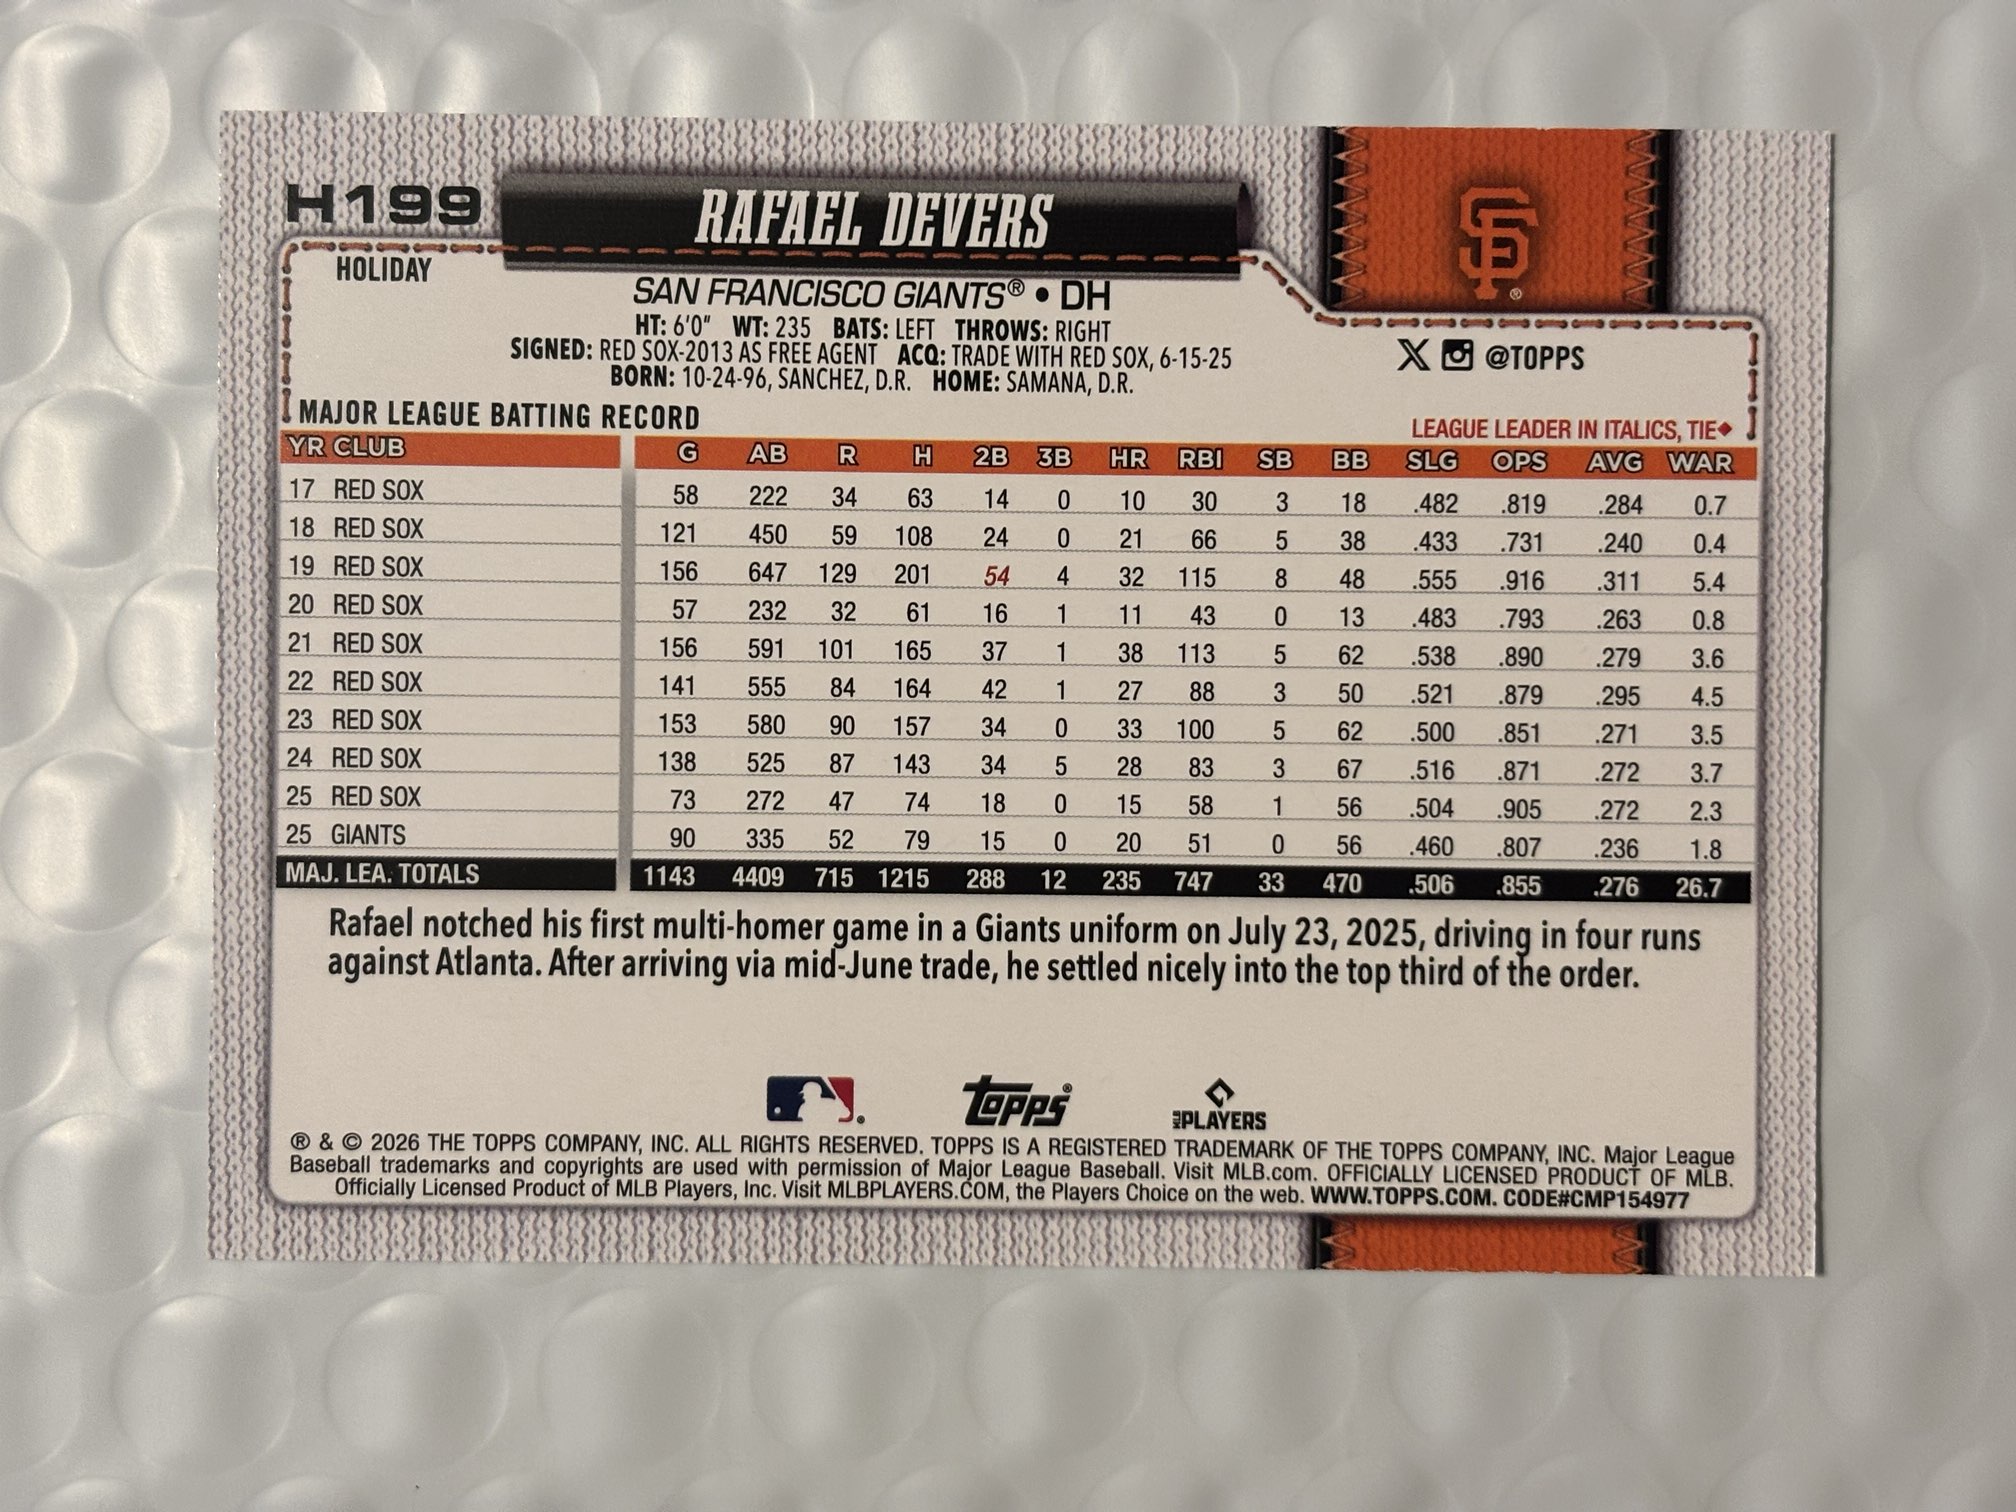 H199
RAFAEL DEVERS
SF®
HOLIDAY
SAN FRANCISCO GIANTS® • DH
HT: 6'0" WT: 235 BATS: LEFT THROWS: RIGHT
SIGNED: RED SOX-2013 AS FREE AGENT ACQ: TRADE WITH RED SOX, 6-15-25
BORN: 10-24-96, SANCHEZ, D.R. HOME: SAMANA, D.R.
X @TOPPS
MAJOR LEAGUE BATTING RECORD
LEAGUE LEADER IN ITALICS, TIE◆
YR CLUB G AB R H 2B 3B HR RBI SB BB SLG OPS AVG WAR
17 RED SOX 58 222 34 63 14 0 10 30 3 18 .482 .819 .284 0.7
18 RED SOX 121 450 59 108 24 0 21 66 5 38 .433 .731 .240 0.4
19 RED SOX 156 647 129 201 54 4 32 115 8 48 .555 .916 .311 5.4
20 RED SOX 57 232 32 61 16 1 11 43 0 13 .483 .793 .263 0.8
21 RED SOX 156 591 101 165 37 1 38 113 5 62 .538 .890 .279 3.6
22 RED SOX 141 555 84 164 42 1 27 88 3 50 .521 .879 .295 4.5
23 RED SOX 153 580 90 157 34 0 33 100 5 62 .500 .851 .271 3.5
24 RED SOX 138 525 87 143 34 5 28 83 3 67 .516 .871 .272 3.7
25 RED SOX 73 272 47 74 18 0 15 58 1 56 .504 .905 .272 2.3
25 GIANTS 90 335 52 79 15 0 20 51 0 56 .460 .807 .236 1.8
MAJ. LEA. TOTALS 1143 4409 715 1215 288 12 235 747 33 470 .506 .855 .276 26.7
Rafael notched his first multi-homer game in a Giants uniform on July 23, 2025, driving in four runs
against Atlanta. After arriving via mid-June trade, he settled nicely into the top third of the order.
Topps® MLB PLAYERS
® & © 2026 THE TOPPS COMPANY, INC. ALL RIGHTS RESERVED. TOPPS IS A REGISTERED TRADEMARK OF THE TOPPS COMPANY, INC. Major League
Baseball trademarks and copyrights are used with permission of Major League Baseball. Visit MLB.com. OFFICIALLY LICENSED PRODUCT OF MLB.
Officially Licensed Product of MLB Players, Inc. Visit MLBPLAYERS.COM, the Players Choice on the web. WWW.TOPPS.COM. CODE#CMP154977